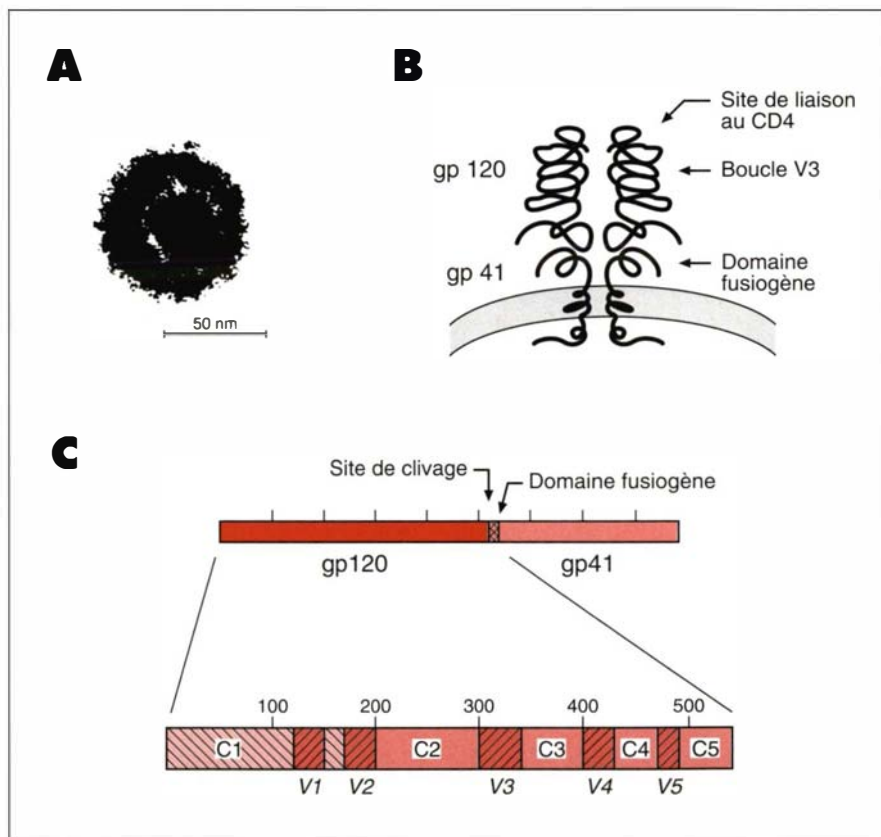 A
50 nm
B
Site de liaison
au CD4
gp 120
Boucle V3
gp 41
Domaine
fusiogène
C
Site de clivage
Domaine fusiogène
gp120
gp41
100 200 300 400 500
C1 C2 C3 C4 C5
V1 V2 V3 V4 V5